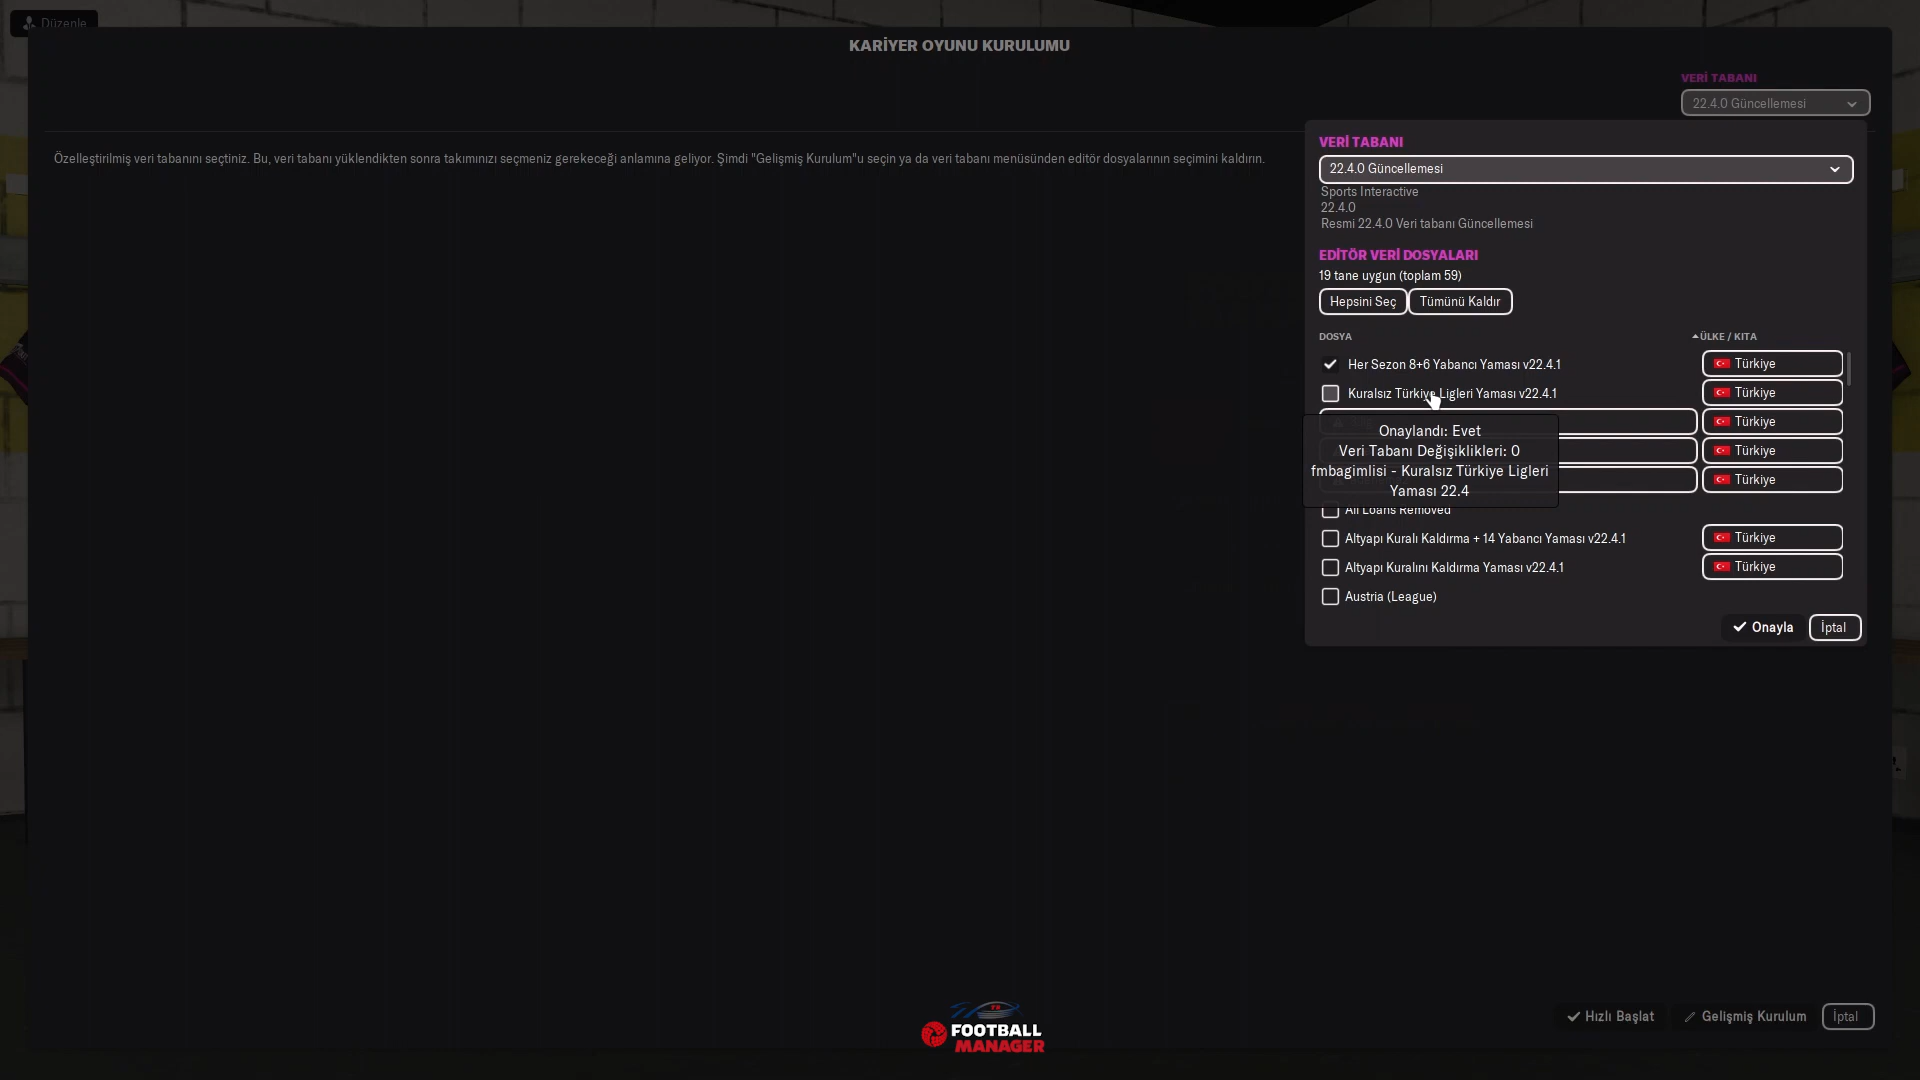 Düzenle
KARİYER OYUNU KURULUMU
VERİ TABANI
22.4.0 Güncellemesi
Özelleştirilmiş veri tabanını seçtiniz. Bu, veri tabanı yüklendikten sonra takımınızı seçmeniz gerekeceği anlamına geliyor. Şimdi "Gelişmiş Kurulum"u seçin ya da veri tabanı menüsünden editör dosyalarının seçimini kaldırın.
VERİ TABANI
22.4.0 Güncellemesi
Sports Interactive
22.4.0
Resmi 22.4.0 Veri tabanı Güncellemesi
EDİTÖR VERİ DOSYALARI
19 tane uygun (toplam 59)
Hepsini Seç Tümünü Kaldır
DOSYA ÜLKE / KITA
Her Sezon 8+6 Yabancı Yaması v22.4.1 Türkiye
Kuralsız Türkiye Ligleri Yaması v22.4.1 Türkiye
Türkiye
Türkiye
Türkiye
Onaylandı: Evet
Veri Tabanı Değişiklikleri: 0
fmbagimlisi - Kuralsız Türkiye Ligleri
Yaması 22.4
All Loans Removed
Altyapı Kuralı Kaldırma + 14 Yabancı Yaması v22.4.1 Türkiye
Altyapı Kuralını Kaldırma Yaması v22.4.1 Türkiye
Austria (League)
Onayla İptal
Hızlı Başlat Gelişmiş Kurulum İptal
FOOTBALL
MANAGER